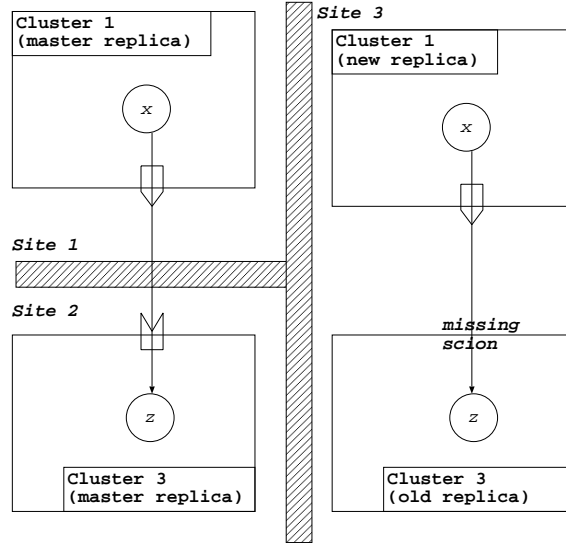 Cluster 1
(master replica)
x
Site 1
Site 2
z
Cluster 3
(master replica)
Site 3
Cluster 1
(new replica)
x
missing
scion
z
Cluster 3
(old replica)